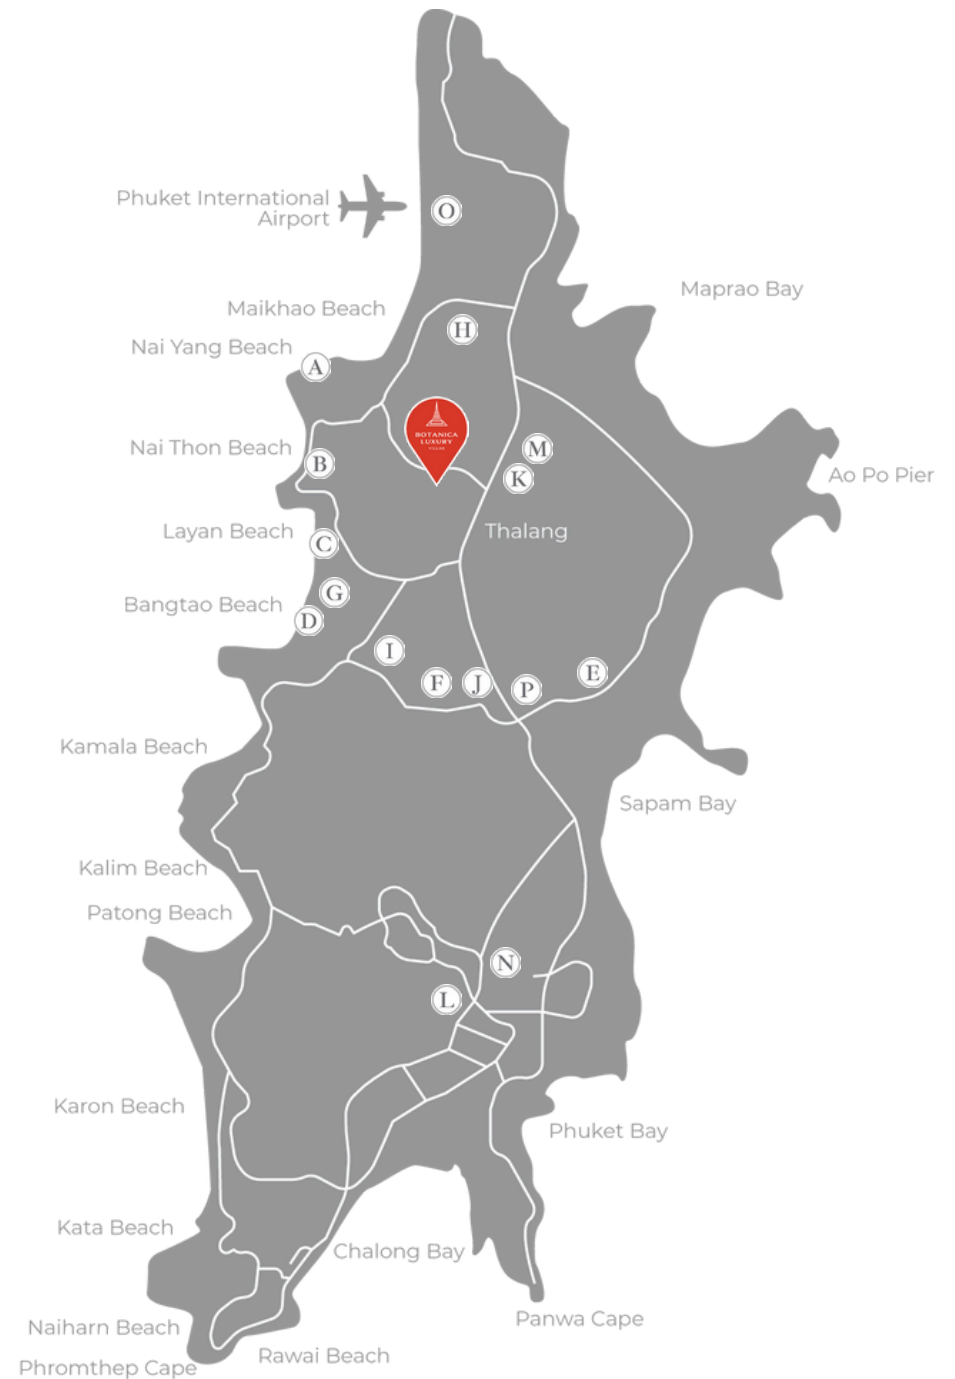 Phuket International
Airport
O
Maprao Bay
Maikhao Beach
H
Nai Yang Beach
A
BOTANICA
LUXURY
VILLAS
Nai Thon Beach
M
B
K
Ao Po Pier
Layan Beach
Thalang
C
G
Bangtao Beach
D
I
E
F
J
P
Kamala Beach
Sapam Bay
Kalim Beach
Patong Beach
N
L
Karon Beach
Phuket Bay
Kata Beach
Chalong Bay
Panwa Cape
Naiharn Beach
Rawai Beach
Phromthep Cape